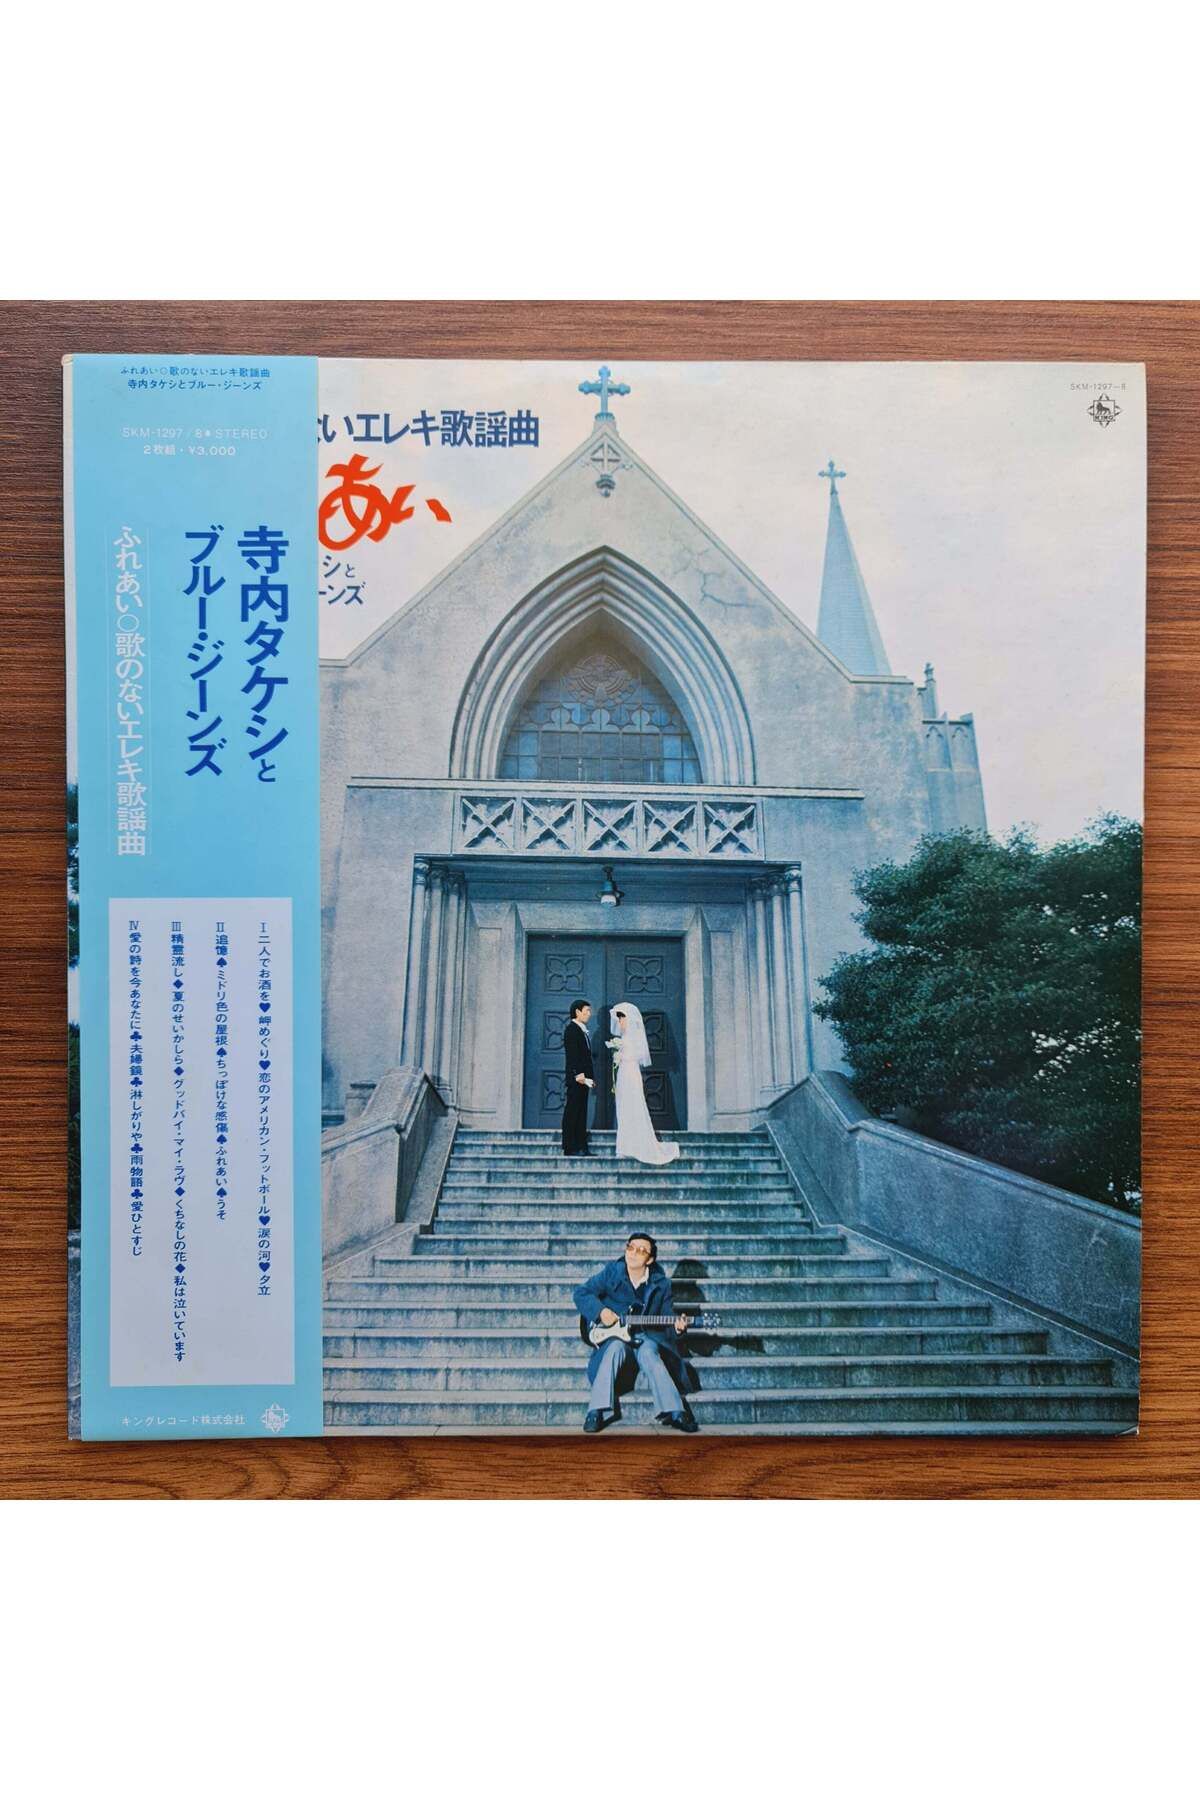 ふれあい○歌のないエレキ歌謡曲
寺内タケシとブルー・ジーンズ
SKM-1297/8● STEREO
2枚組・¥3,000
寺内タケシと
ブルー・ジーンズ
ふれあい○歌のないエレキ歌謡曲
I 二人でお酒を♥岬めぐり♥恋のアメリカン・フットボール♥涙の河♥夕立
II 追憶♠ミドリ色の屋根♠ちっぽけな感傷♠ふれあい♠うそ
III 精霊流し◆夏のせいかしら◆グッドバイ・マイ・ラヴ◆くちなしの花◆私は泣いています
IV 愛の詩を今あなたに♣夫婦鏡♣淋しがりや♣雨物語♣愛ひとすじ
キングレコード株式会社
ないエレキ歌謡曲
あい
シと
ーンズ
SKM-1297~8
KING